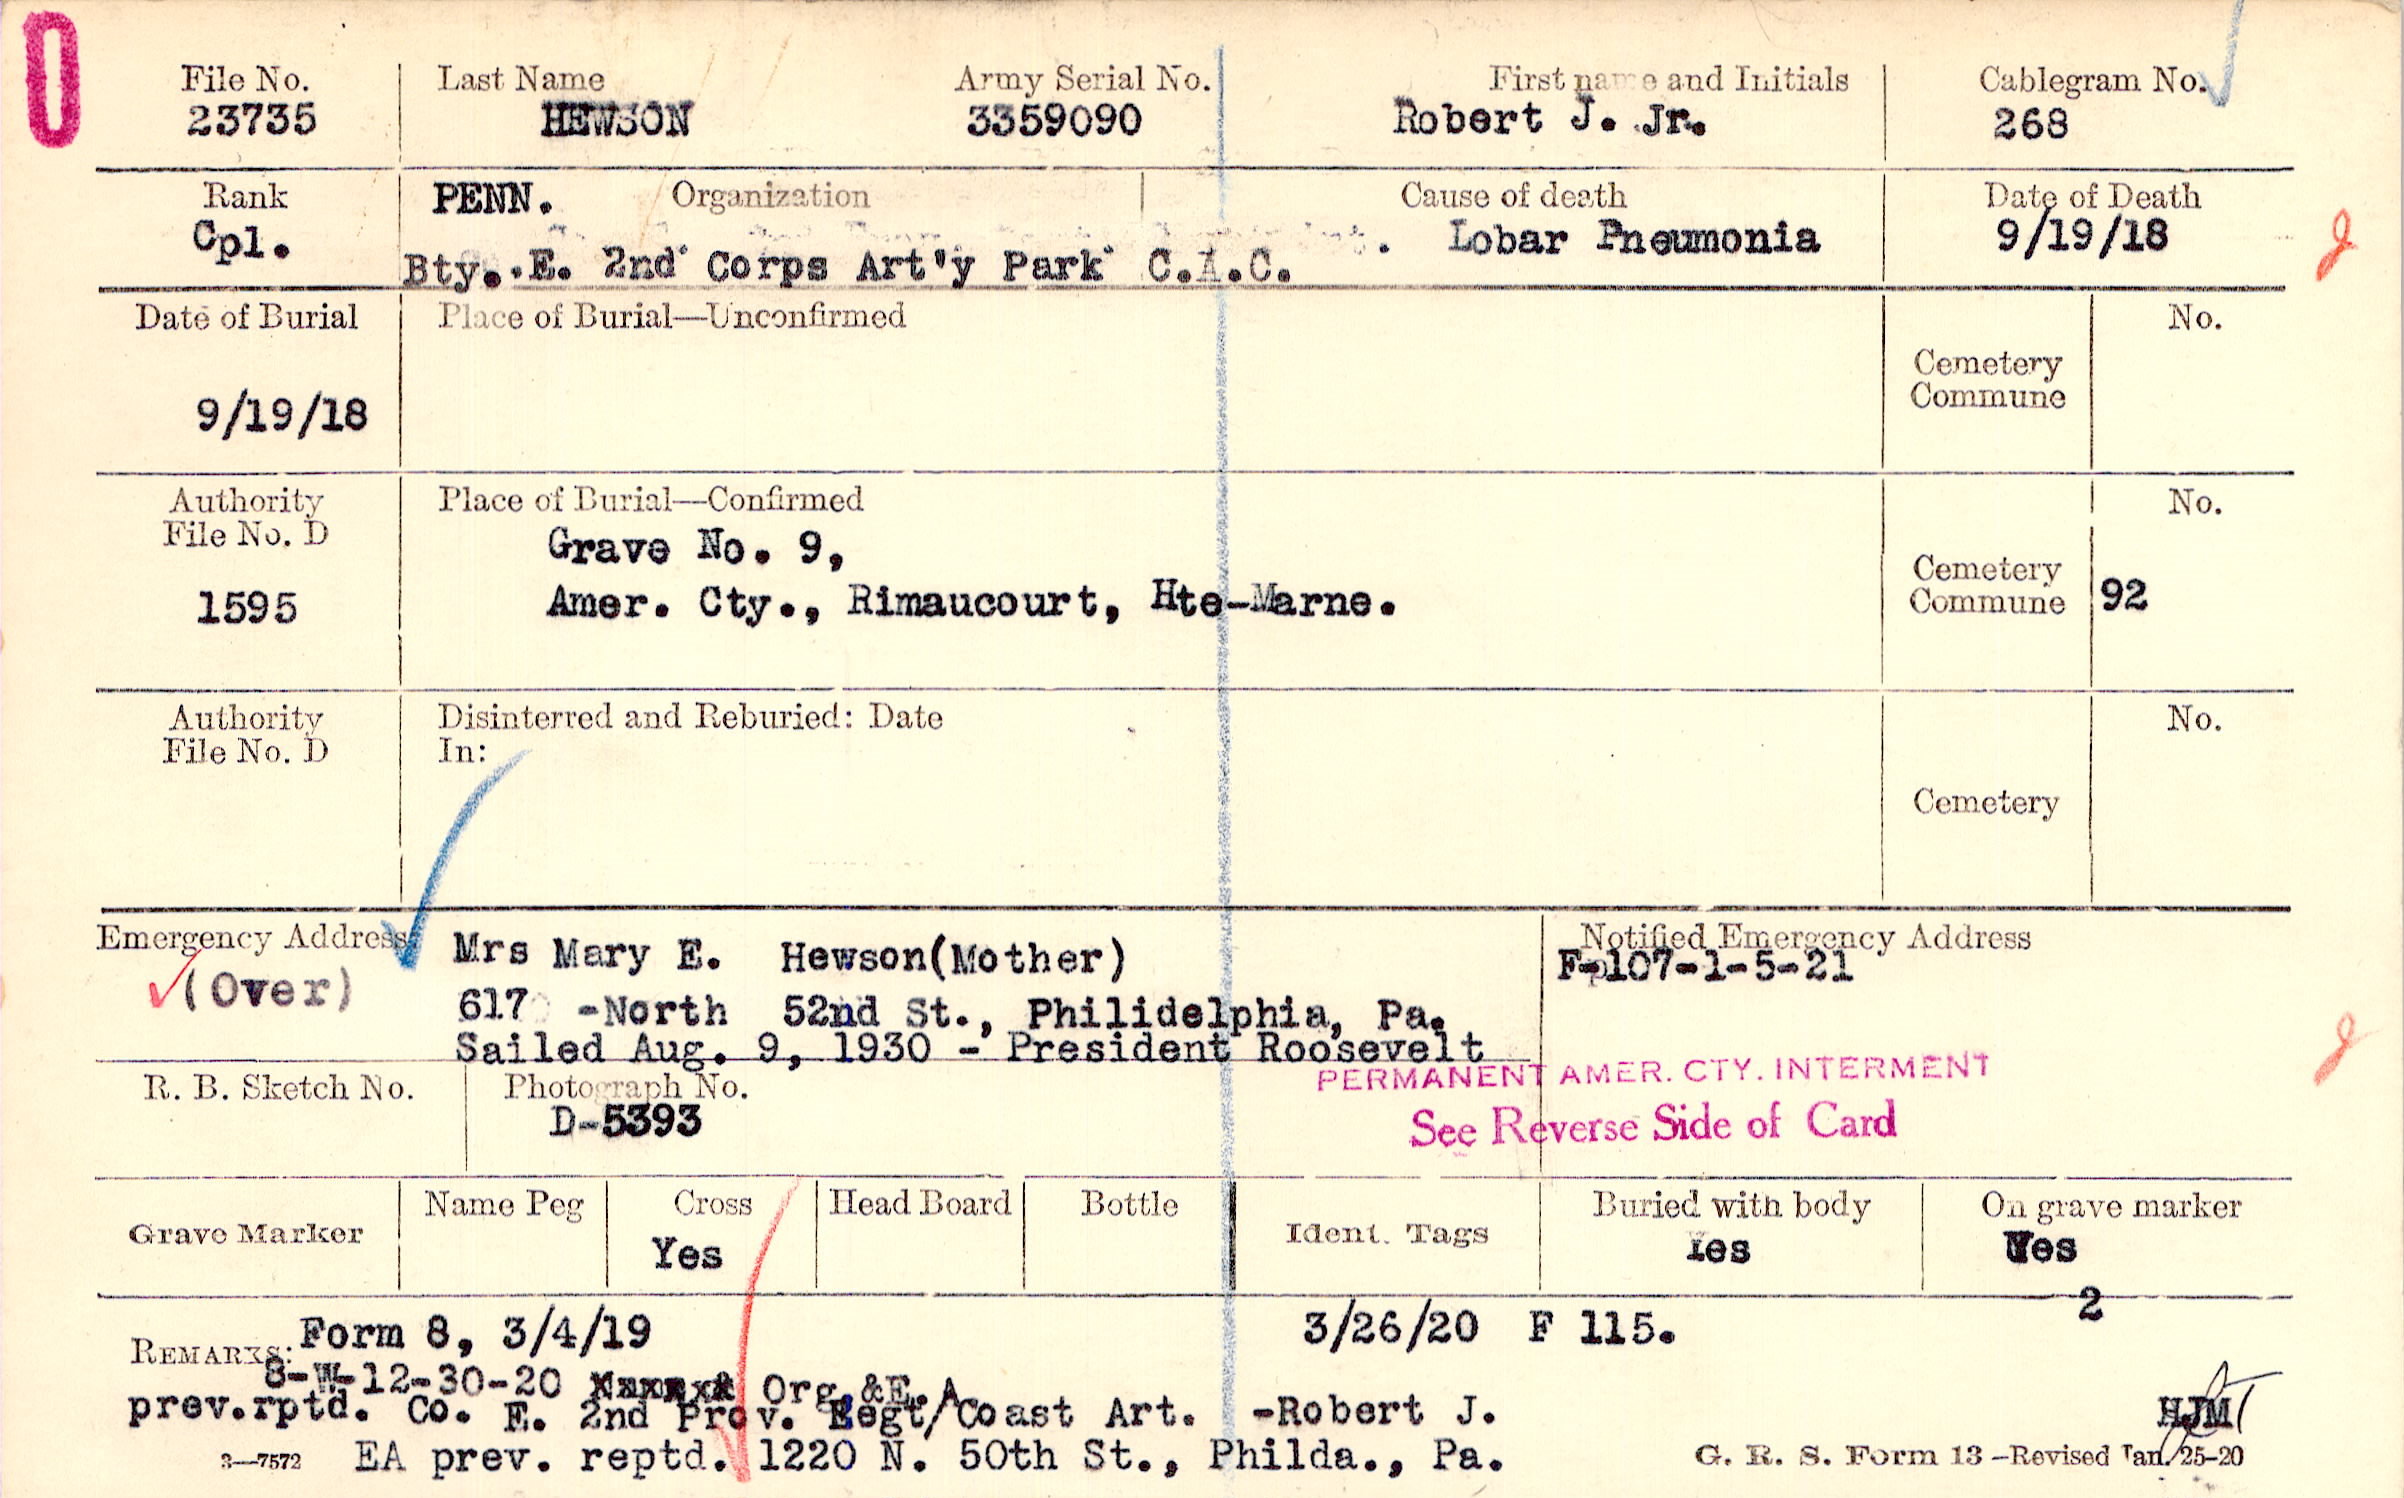 File No. Last Name Army Serial No. First name and Initials Cablegram No.
23735 HEWSON 3359090 Robert J. Jr. 268
Rank PENN. Organization Cause of death Date of Death
Cpl. Bty..E. 2nd Corps Art'y Park C.A.C. Lobar Pneumonia 9/19/18
Date of Burial Place of Burial—Unconfirmed No.
Cemetery
Commune
9/19/18
Authority Place of Burial—Confirmed No.
File No. D
Grave No. 9,
Cemetery
1595 Amer. Cty., Rimaucourt, Hte-Marne. Commune 92
Authority Disinterred and Reburied: Date No.
File No. D In:
Cemetery
Emergency Address Mrs Mary E. Hewson(Mother) Notified Emergency Address
(Over) F-107-1-5-21
617 -North 52nd St., Philidelphia, Pa.
Sailed Aug. 9, 1930 - President Roosevelt
R. B. Sketch No. Photograph No. PERMANENT AMER. CTY. INTERMENT
D-5393 See Reverse Side of Card
Name Peg Cross Head Board Bottle Buried with body On grave marker
Grave Marker Yes Ident. Tags Yes Yes
2
REMARKS: Form 8, 3/4/19 3/26/20 F 115.
8-W-12-30-20 Org.&E.A
prev.rptd. Co. E. 2nd Prov. Regt/Coast Art. -Robert J. HJM
3—7572 EA prev. reptd. 1220 N. 50th St., Philda., Pa. G. R. S. Form 13 –Revised Jan. 25-20